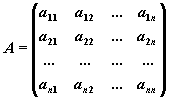 A = ( a₁₁ a₁₂ ... a₁ₙ
a₂₁ a₂₂ ... a₂ₙ
... ... ... ...
aₙ₁ aₙ₂ ... aₙₙ )